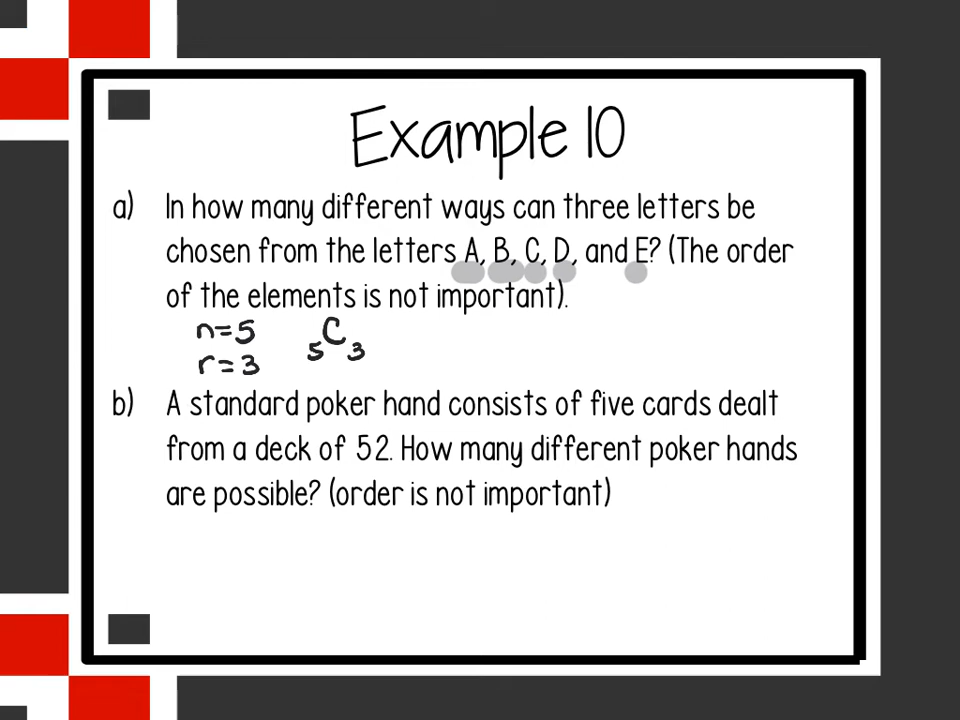 Example 10
a) In how many different ways can three letters be
chosen from the letters A, B, C, D, and E? (The order
of the elements is not important).
n=5 ₅C₃
r=3
b) A standard poker hand consists of five cards dealt
from a deck of 52. How many different poker hands
are possible? (order is not important)